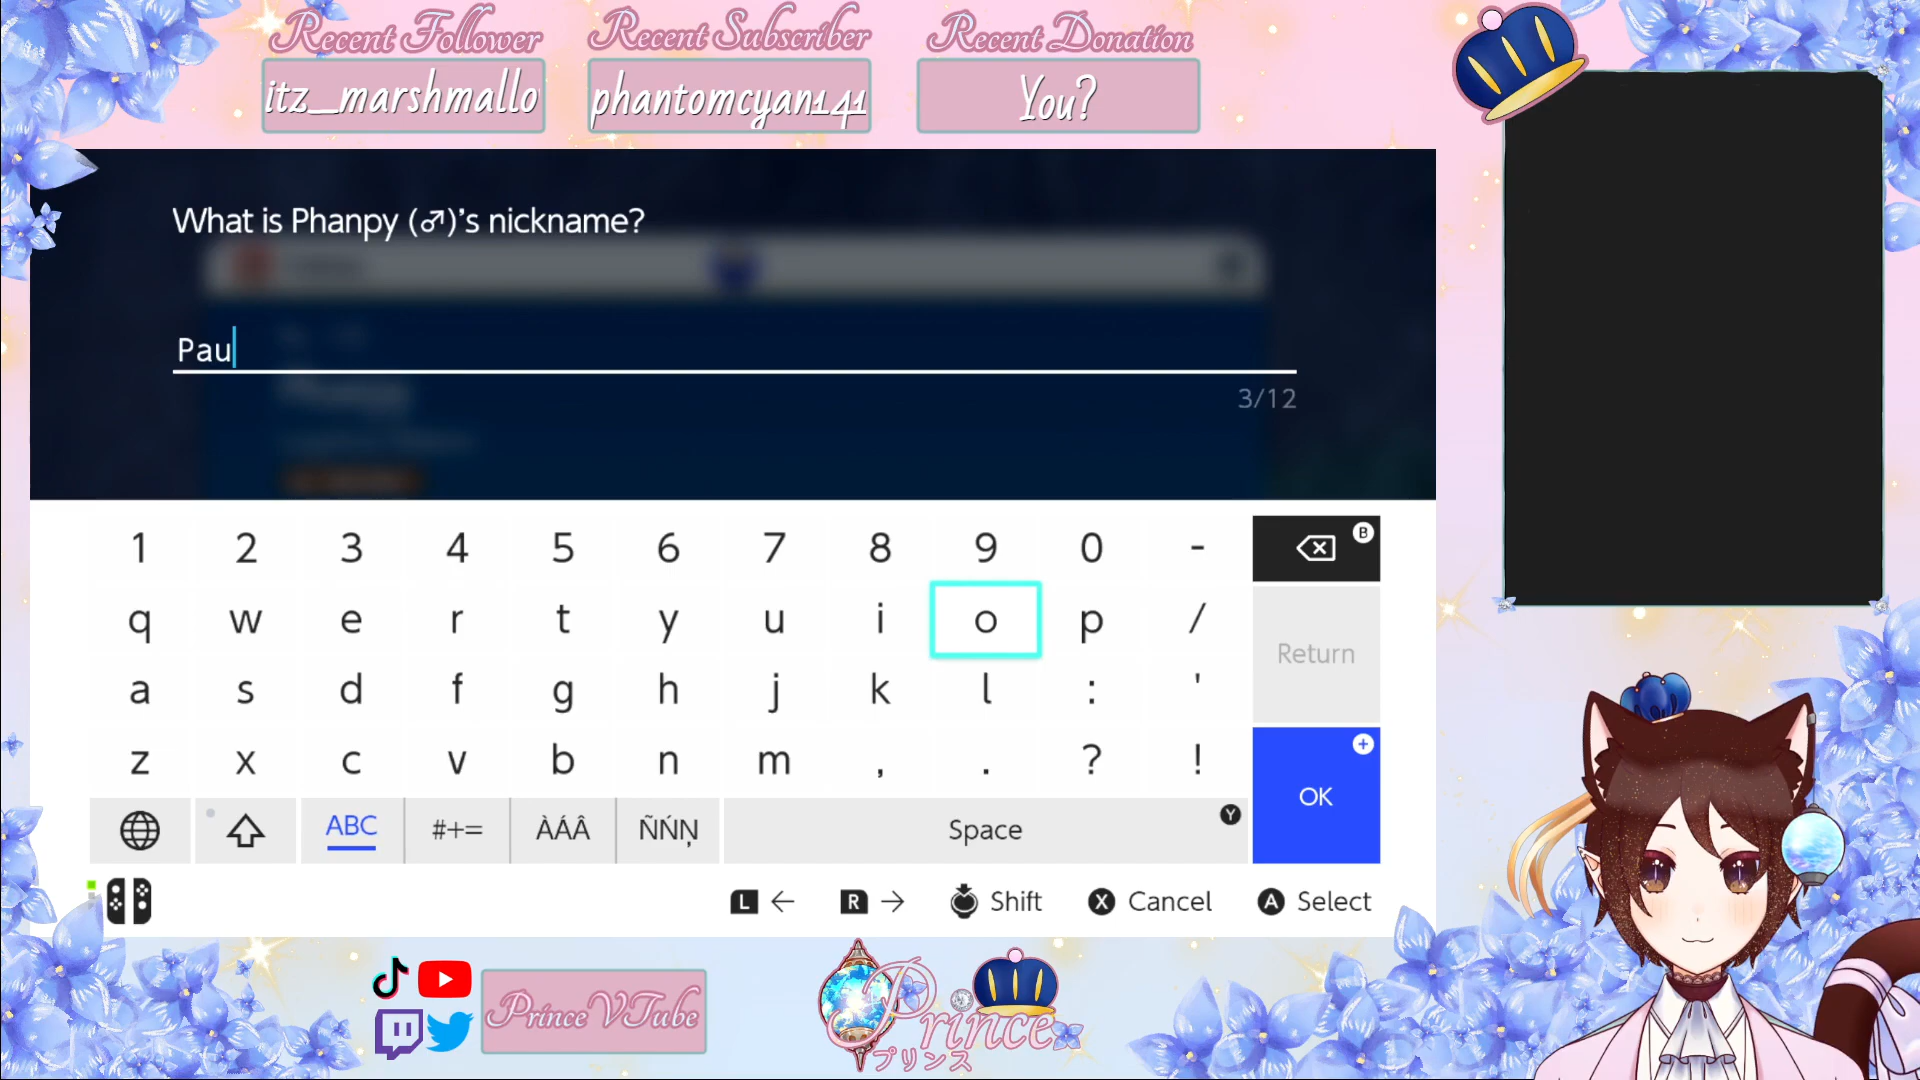 Recent Follower Recent Subscriber Recent Donation
itz_marshmallo phantomcyan141 You?
What is Phanpy (♂)'s nickname?
Pau
3/12
1 2 3 4 5 6 7 8 9 0 - B
q w e r t y u i o p /
Return
a s d f g h j k l : '
z x c v b n m , . ? ! +
OK
ABC #+= ÀÁÂ ÑŃŅ Space Y
L ← R → Shift X Cancel A Select
PrinceVTube
Prince
プリンス